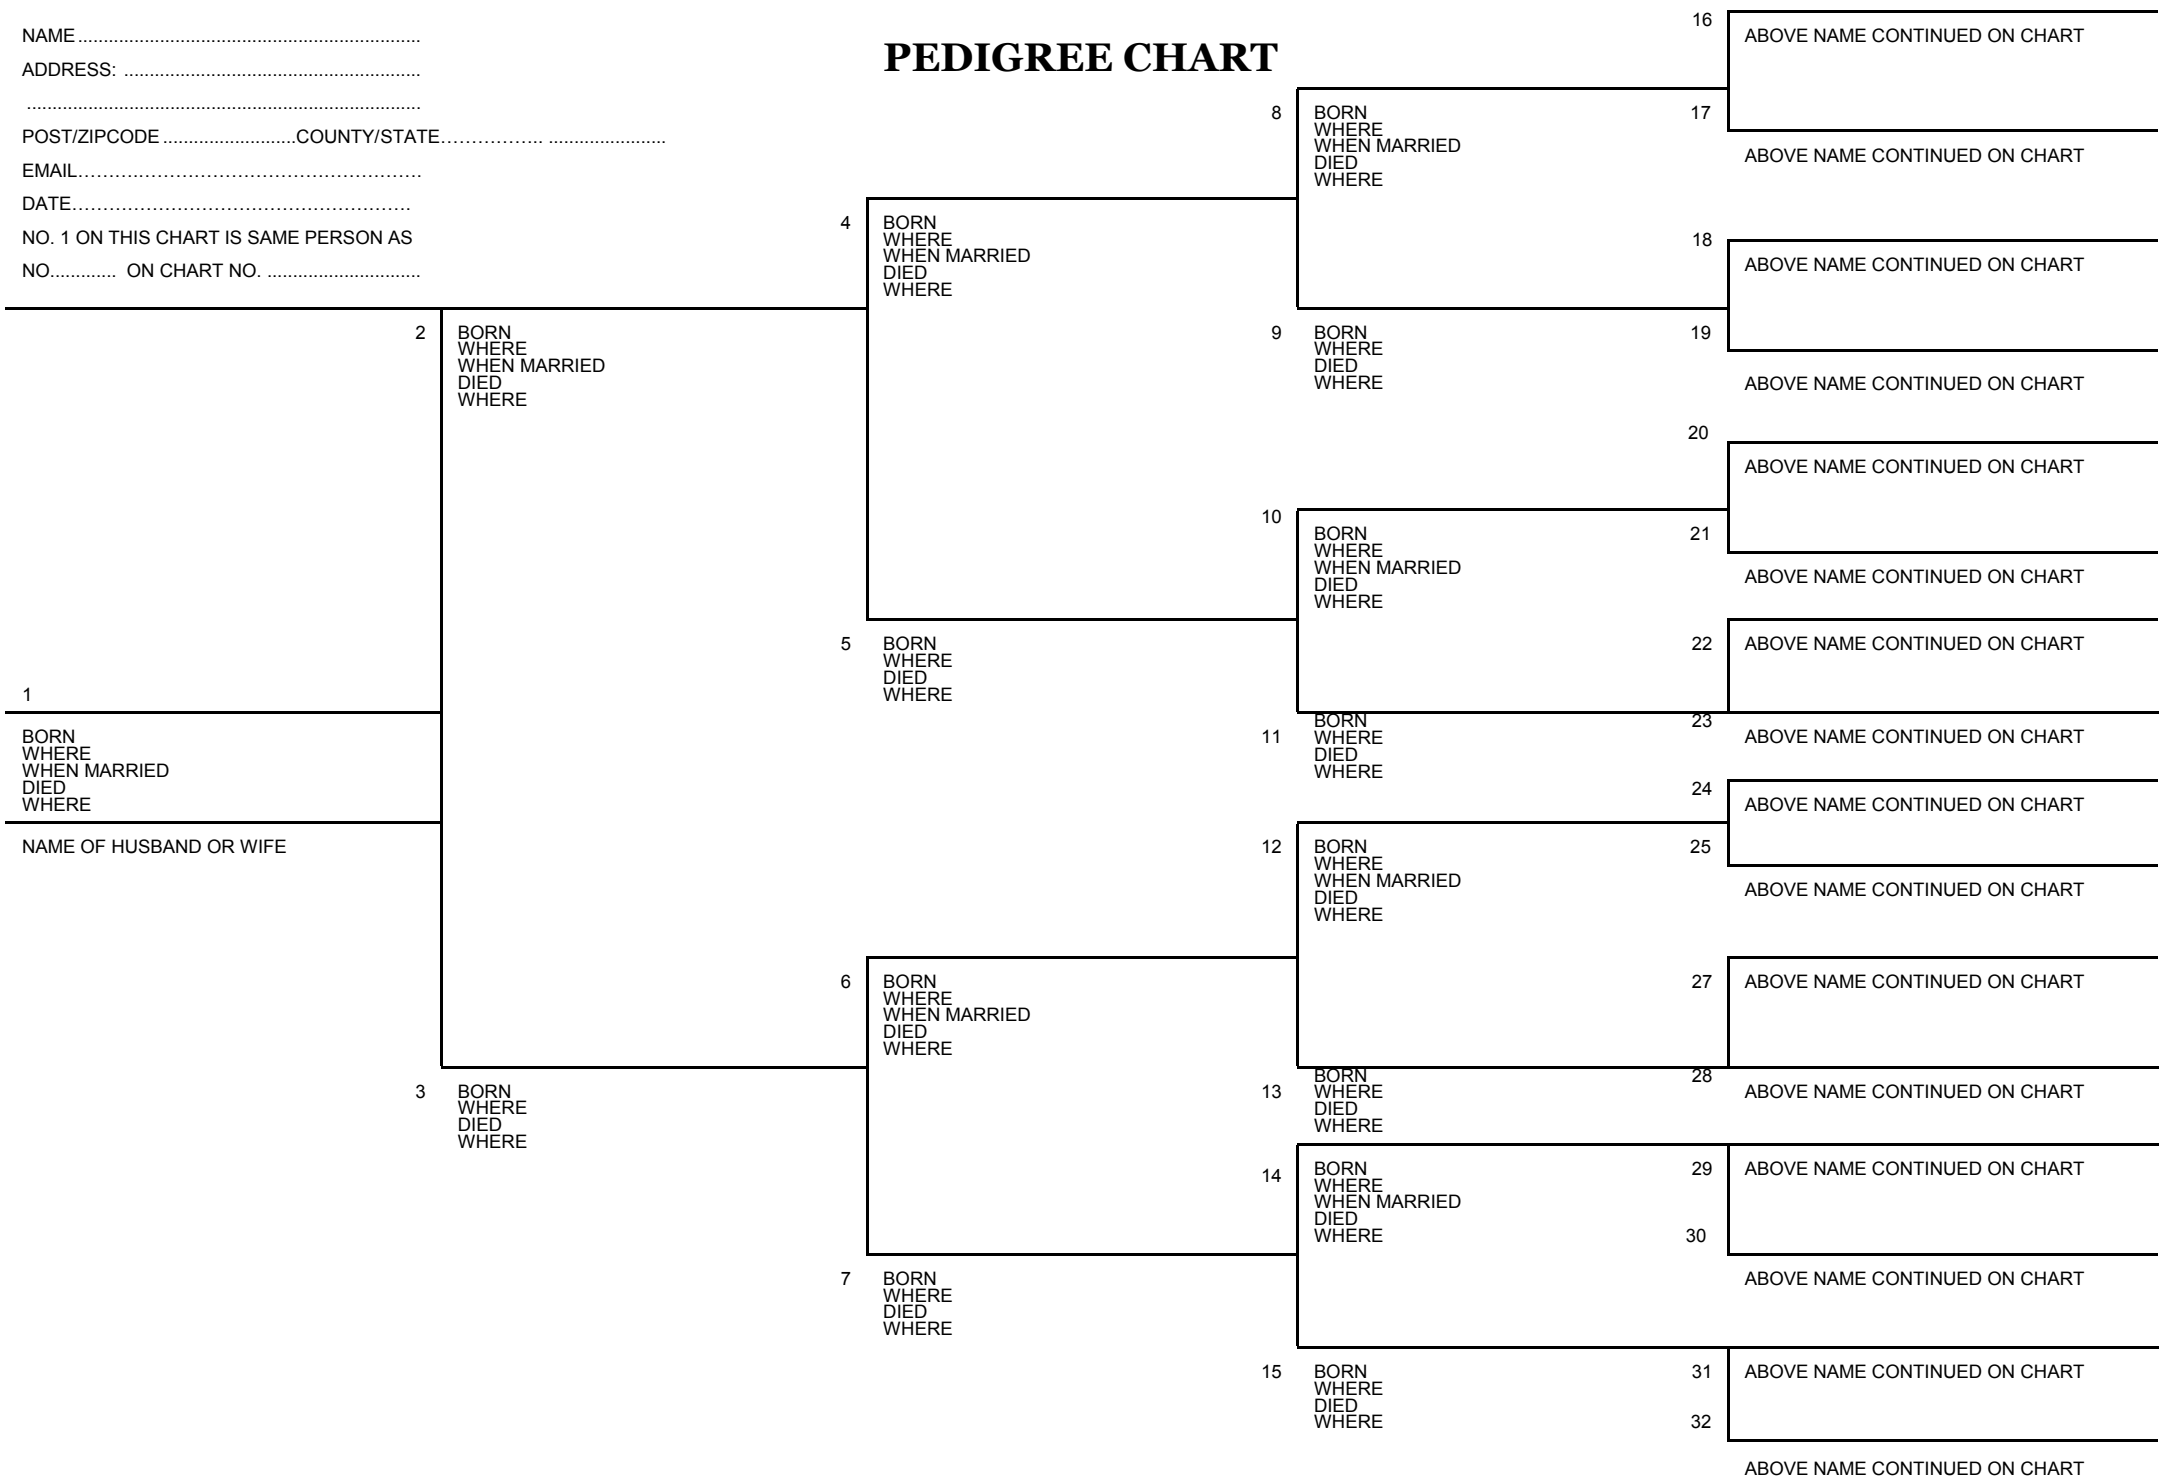 NAME...................................................................
ADDRESS: ..........................................................
.............................................................................
POST/ZIPCODE..........................COUNTY/STATE…………….. .......................
EMAIL……….……………………………………………….
DATE……………………………………………….
NO. 1 ON THIS CHART IS SAME PERSON AS
NO............. ON CHART NO. ..............................
PEDIGREE CHART
1
BORN
WHERE
WHEN MARRIED
DIED
WHERE
NAME OF HUSBAND OR WIFE
2
BORN
WHERE
WHEN MARRIED
DIED
WHERE
3
BORN
WHERE
DIED
WHERE
4
BORN
WHERE
WHEN MARRIED
DIED
WHERE
5
BORN
WHERE
DIED
WHERE
6
BORN
WHERE
WHEN MARRIED
DIED
WHERE
7
BORN
WHERE
DIED
WHERE
8
BORN
WHERE
WHEN MARRIED
DIED
WHERE
9
BORN
WHERE
DIED
WHERE
10
BORN
WHERE
WHEN MARRIED
DIED
WHERE
11
BORN
WHERE
DIED
WHERE
12
BORN
WHERE
WHEN MARRIED
DIED
WHERE
13
BORN
WHERE
DIED
WHERE
14
BORN
WHERE
WHEN MARRIED
DIED
WHERE
15
BORN
WHERE
DIED
WHERE
16
ABOVE NAME CONTINUED ON CHART
17
ABOVE NAME CONTINUED ON CHART
18
ABOVE NAME CONTINUED ON CHART
19
ABOVE NAME CONTINUED ON CHART
20
ABOVE NAME CONTINUED ON CHART
21
ABOVE NAME CONTINUED ON CHART
22
ABOVE NAME CONTINUED ON CHART
23
ABOVE NAME CONTINUED ON CHART
24
ABOVE NAME CONTINUED ON CHART
25
ABOVE NAME CONTINUED ON CHART
27
ABOVE NAME CONTINUED ON CHART
28
ABOVE NAME CONTINUED ON CHART
29
ABOVE NAME CONTINUED ON CHART
30
ABOVE NAME CONTINUED ON CHART
31
ABOVE NAME CONTINUED ON CHART
32
ABOVE NAME CONTINUED ON CHART